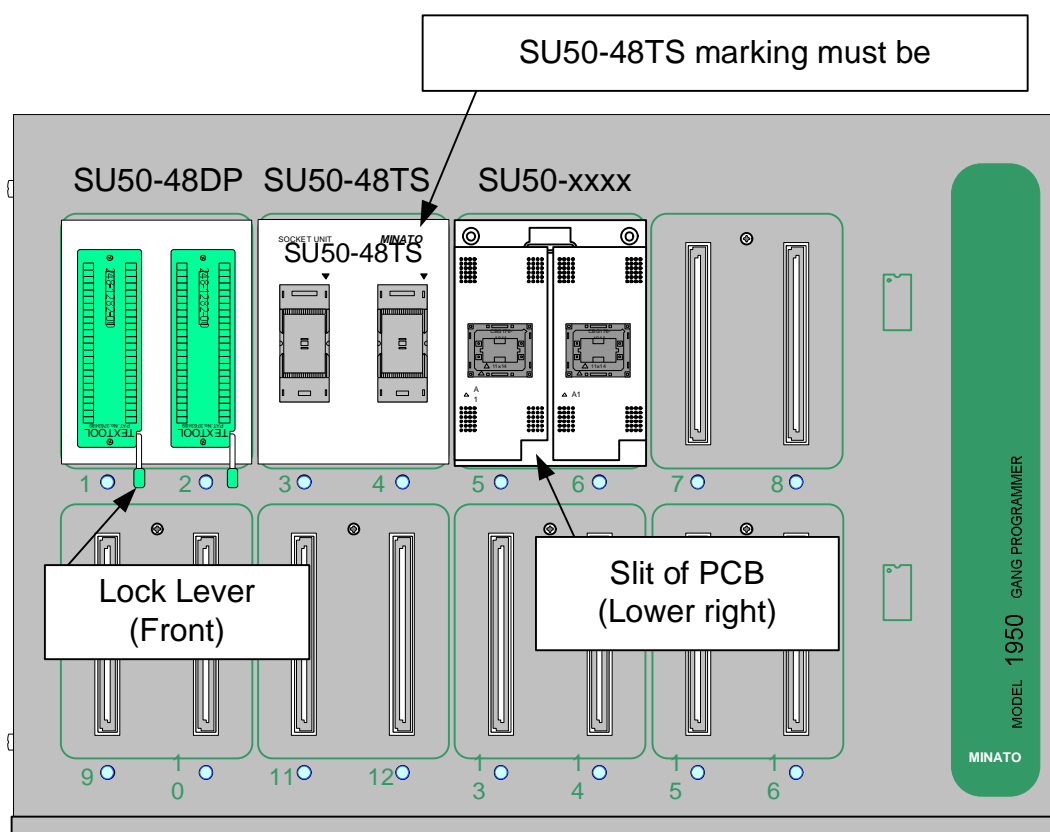 SU50-48TS marking must be
SU50-48DP SU50-48TS SU50-xxxx
SOCKET UNIT MINATO
SU50-48TS
TEXTOOL
TEXTOOL
11x14
11x14
A
1
A1
1 2 3 4 5 6 7 8
Lock Lever
(Front)
Slit of PCB
(Lower right)
9 1
0 11 12 1
3 1
4 1
5 1
6
MODEL 1950 GANG PROGRAMMER
MINATO